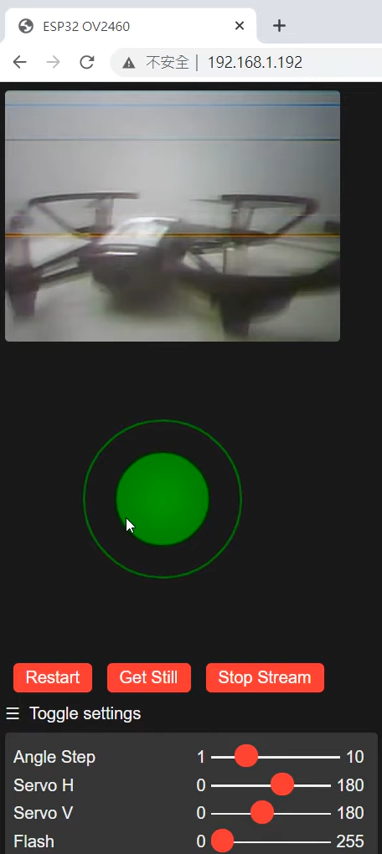 ESP32 OV2460
不安全 | 192.168.1.192
Restart Get Still Stop Stream
☰ Toggle settings
Angle Step 1 10
Servo H 0 180
Servo V 0 180
Flash 0 255